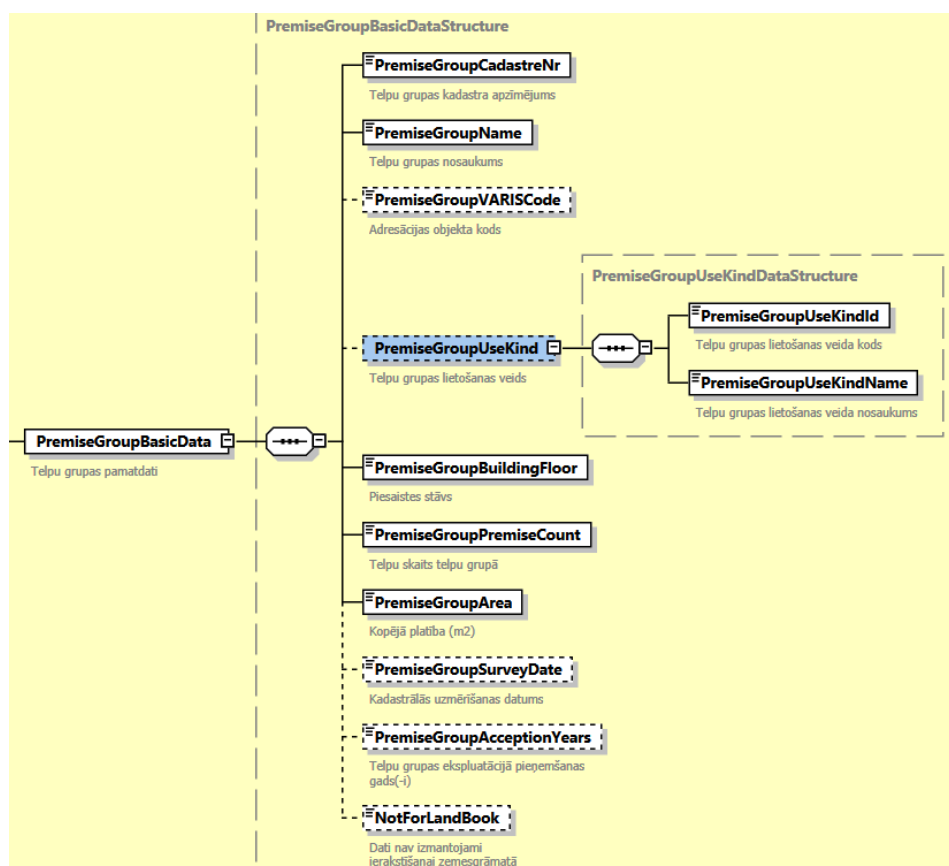 PremiseGroupBasicDataStructure
PremiseGroupCadastreNr
Telpu grupas kadastra apzīmējums
PremiseGroupName
Telpu grupas nosaukums
PremiseGroupVARISCode
Adresācijas objekta kods
PremiseGroupUseKindDataStructure
PremiseGroupUseKindId
Telpu grupas lietošanas veida kods
PremiseGroupUseKind
Telpu grupas lietošanas veids
PremiseGroupUseKindName
Telpu grupas lietošanas veida nosaukums
PremiseGroupBasicData
Telpu grupas pamatdati
PremiseGroupBuildingFloor
Piesaistes stāvs
PremiseGroupPremiseCount
Telpu skaits telpu grupā
PremiseGroupArea
Kopējā platība (m2)
PremiseGroupSurveyDate
Kadastrālās uzmērīšanas datums
PremiseGroupAcceptionYears
Telpu grupas ekspluatācijā pieņemšanas
gads(-i)
NotForLandBook
Dati nav izmantojami
ierakstīšanai zemesgrāmatā